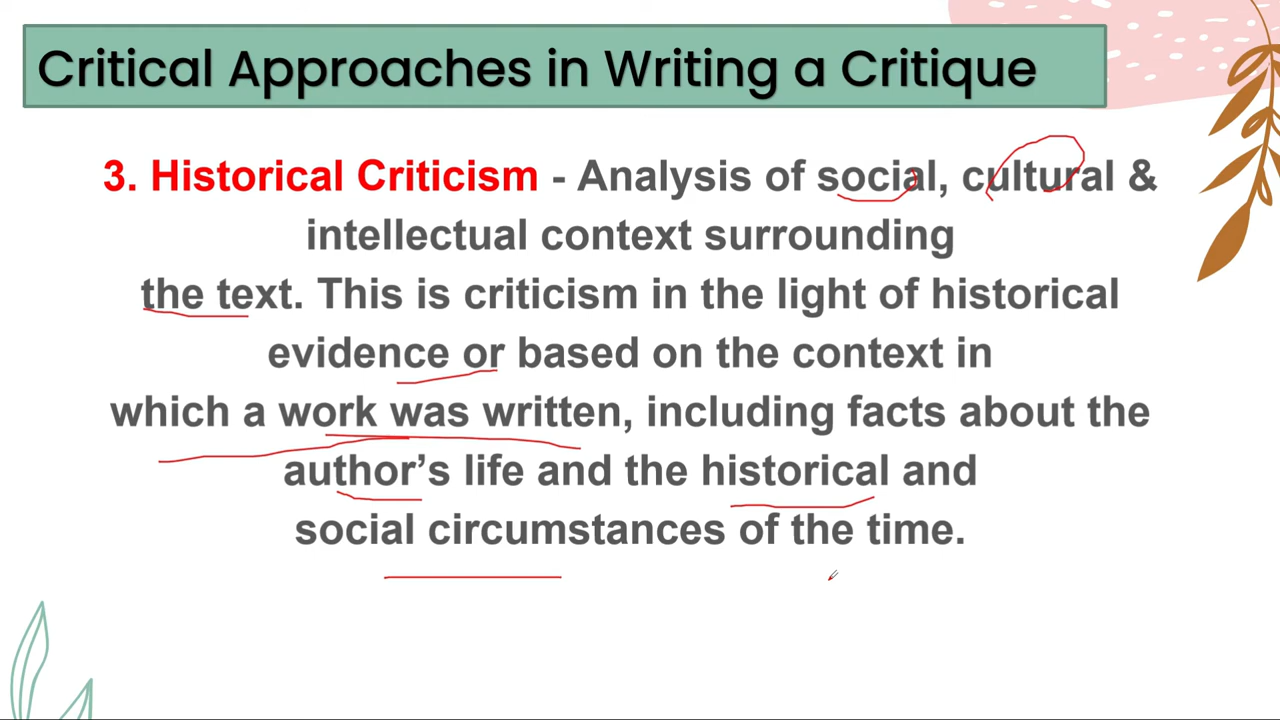 Critical Approaches in Writing a Critique
3. Historical Criticism - Analysis of social, cultural &
intellectual context surrounding
the text. This is criticism in the light of historical
evidence or based on the context in
which a work was written, including facts about the
author’s life and the historical and
social circumstances of the time.